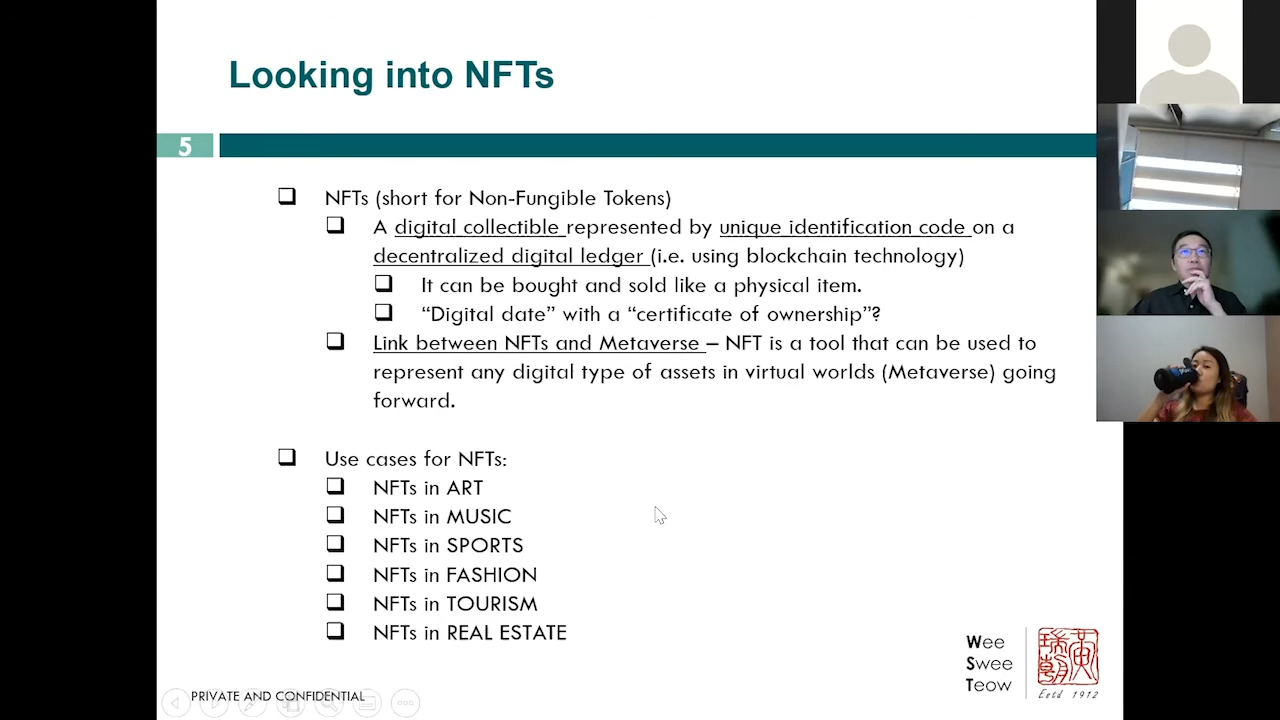 Looking into NFTs
5
NFTs (short for Non-Fungible Tokens)
A digital collectible represented by unique identification code on a
decentralized digital ledger (i.e. using blockchain technology)
It can be bought and sold like a physical item.
“Digital date” with a “certificate of ownership”?
Link between NFTs and Metaverse – NFT is a tool that can be used to
represent any digital type of assets in virtual worlds (Metaverse) going
forward.
Use cases for NFTs:
NFTs in ART
NFTs in MUSIC
NFTs in SPORTS
NFTs in FASHION
NFTs in TOURISM
NFTs in REAL ESTATE
Wee
Swee
Teow
Estd 1912
PRIVATE AND CONFIDENTIAL